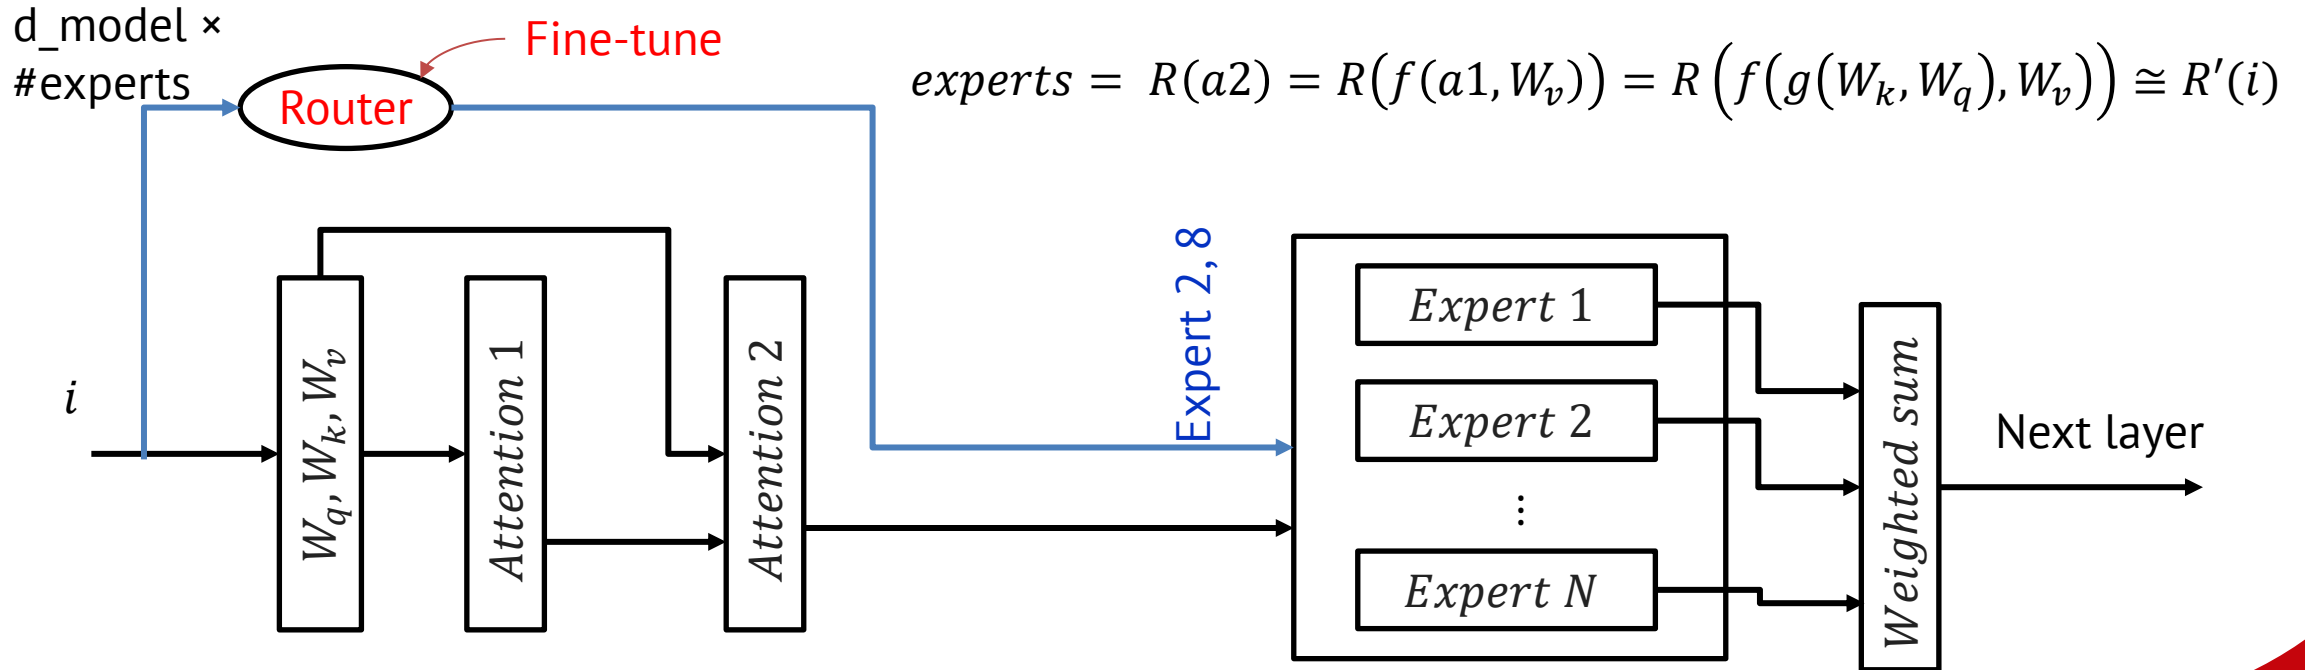 d_model ×
#experts
Fine-tune
Router
experts = R(a2) = R(f(a1, W_v)) = R(f(g(W_k, W_q), W_v)) ≅ R′(i)
i
W_q, W_k, W_v
Attention 1
Attention 2
Expert 2, 8
Expert 1
Expert 2
⋮
Expert N
Weighted sum
Next layer